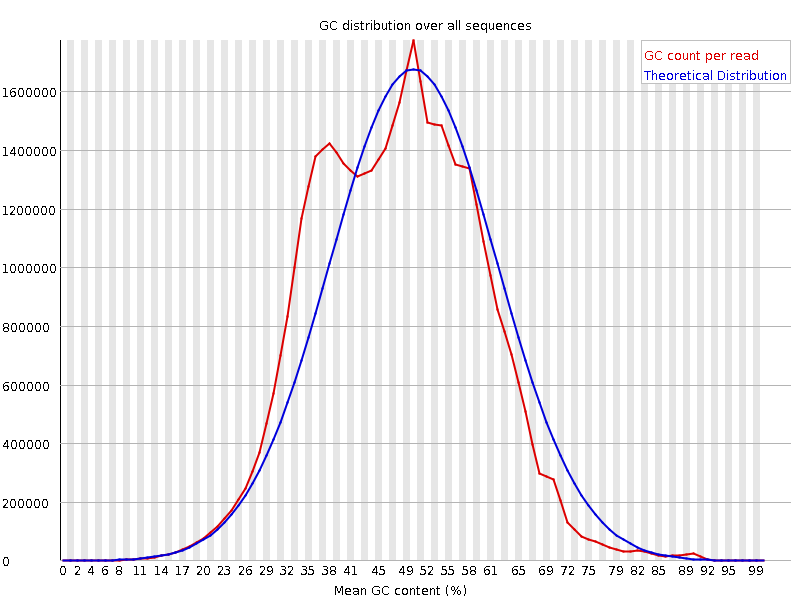 GC distribution over all sequences
GC count per read
Theoretical Distribution
1600000
1400000
1200000
1000000
800000
600000
400000
200000
0
0 2 4 6 8 11 14 17 20 23 26 29 32 35 38 41 45 49 52 55 58 61 65 69 72 75 79 82 85 89 92 95 99
Mean GC content (%)